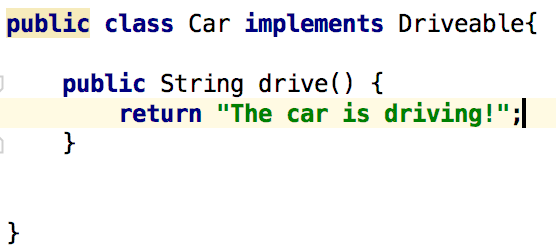 public class Car implements Driveable{
public String drive() {
return "The car is driving!";
}
}